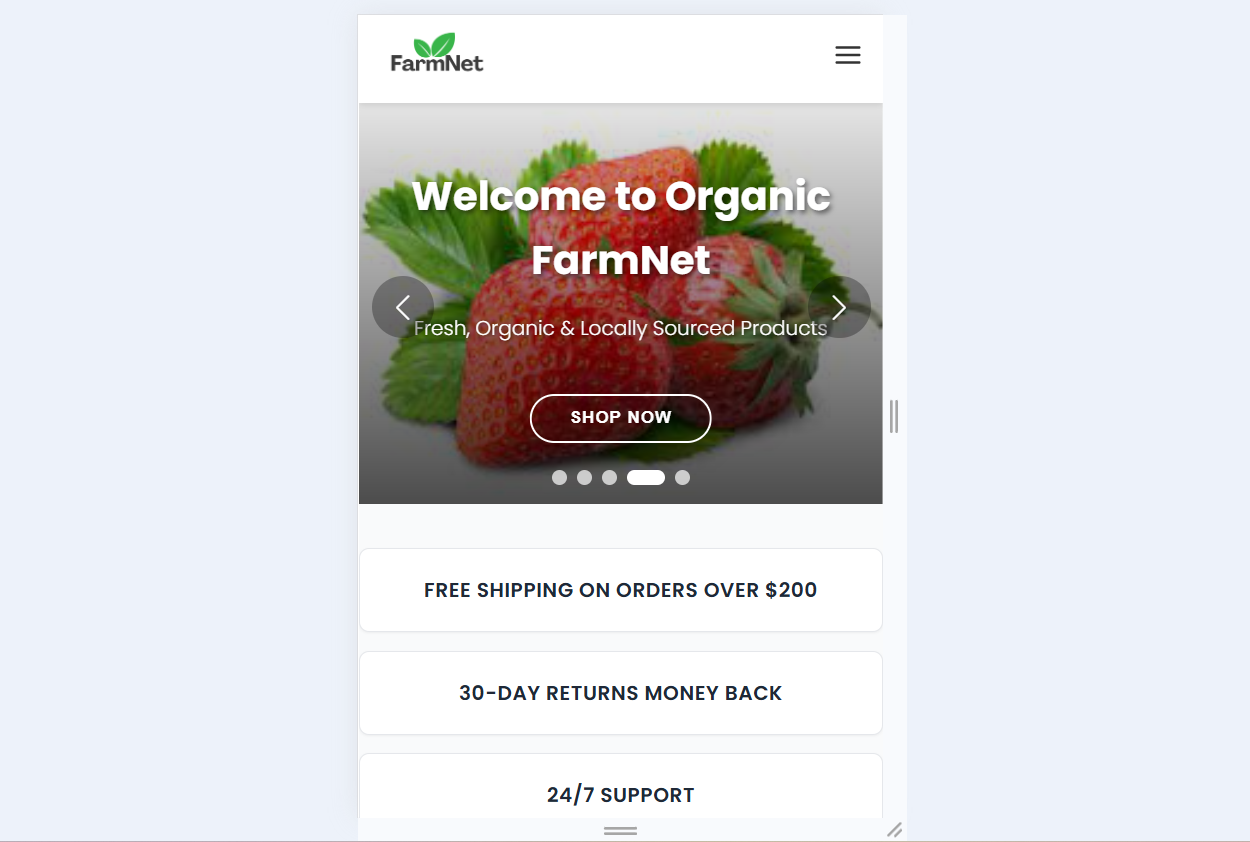 FarmNet
Welcome to Organic
FarmNet
Fresh, Organic & Locally Sourced Products
SHOP NOW
FREE SHIPPING ON ORDERS OVER $200
30-DAY RETURNS MONEY BACK
24/7 SUPPORT